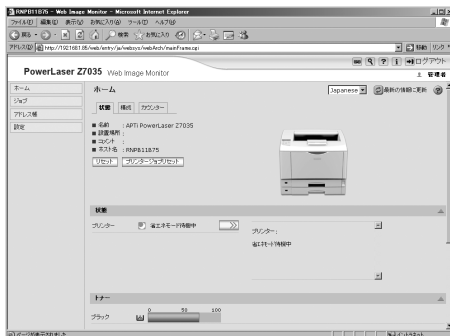 RNPB11B75 - Web Image Monitor - Microsoft Internet Explorer
ファイル(F) 編集(E) 表示(V) お気に入り(A) ツール(T) ヘルプ(H)
戻る 検索 お気に入り
アドレス(D) http://192.168.1.85/web/entry/ja/websys/webArch/mainFrame.cgi 移動 リンク
ログアウト
PowerLaser Z7035 Web Image Monitor
管理者
ホーム
ジョブ
アドレス帳
設定
ホーム
Japanese 最新の情報に更新
状態 構成 カウンター
■ 名前 : APTi PowerLaser Z7035
■ 設置場所 :
■ コメント :
■ ホスト名 : RNPB11B75
リセット プリンタージョブリセット
状態
プリンター 省エネモード待機中
プリンター :
省エネモード待機中
トナー
ブラック 0 50 100
ページが表示されました
イントラネット